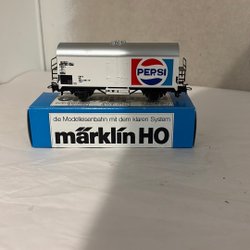 PEPSI
die Modelleisenbahn mit dem klaren System
märklin HO